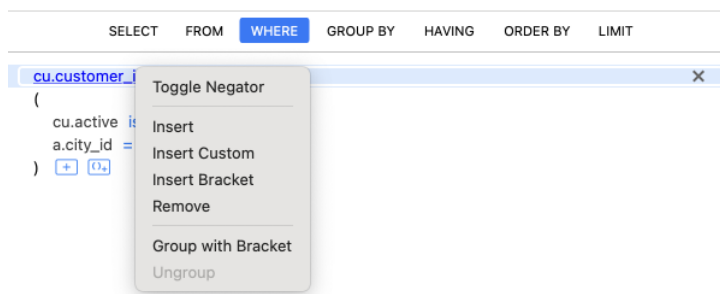 SELECT FROM WHERE GROUP BY HAVING ORDER BY LIMIT
cu.customer_i
Toggle Negator
(
cu.active is
Insert
a.city_id =
Insert Custom
)
Insert Bracket
Remove
Group with Bracket
Ungroup